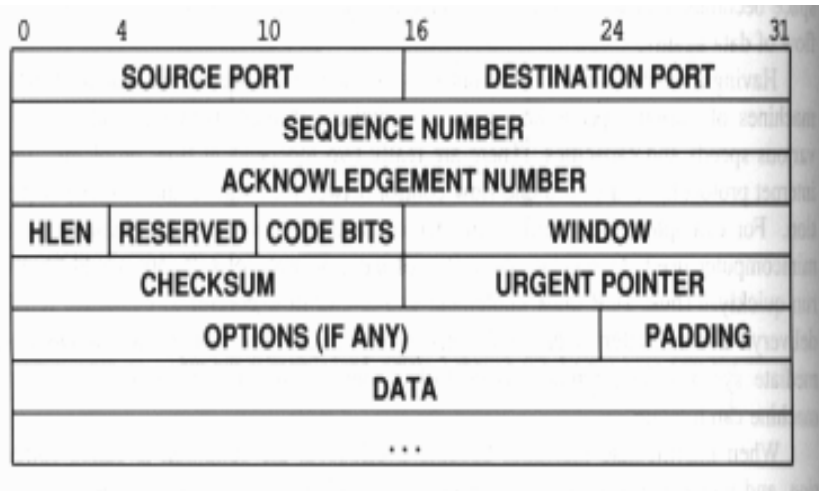 0 4 10 16 24 31
SOURCE PORT DESTINATION PORT
SEQUENCE NUMBER
ACKNOWLEDGEMENT NUMBER
HLEN RESERVED CODE BITS WINDOW
CHECKSUM URGENT POINTER
OPTIONS (IF ANY) PADDING
DATA
...